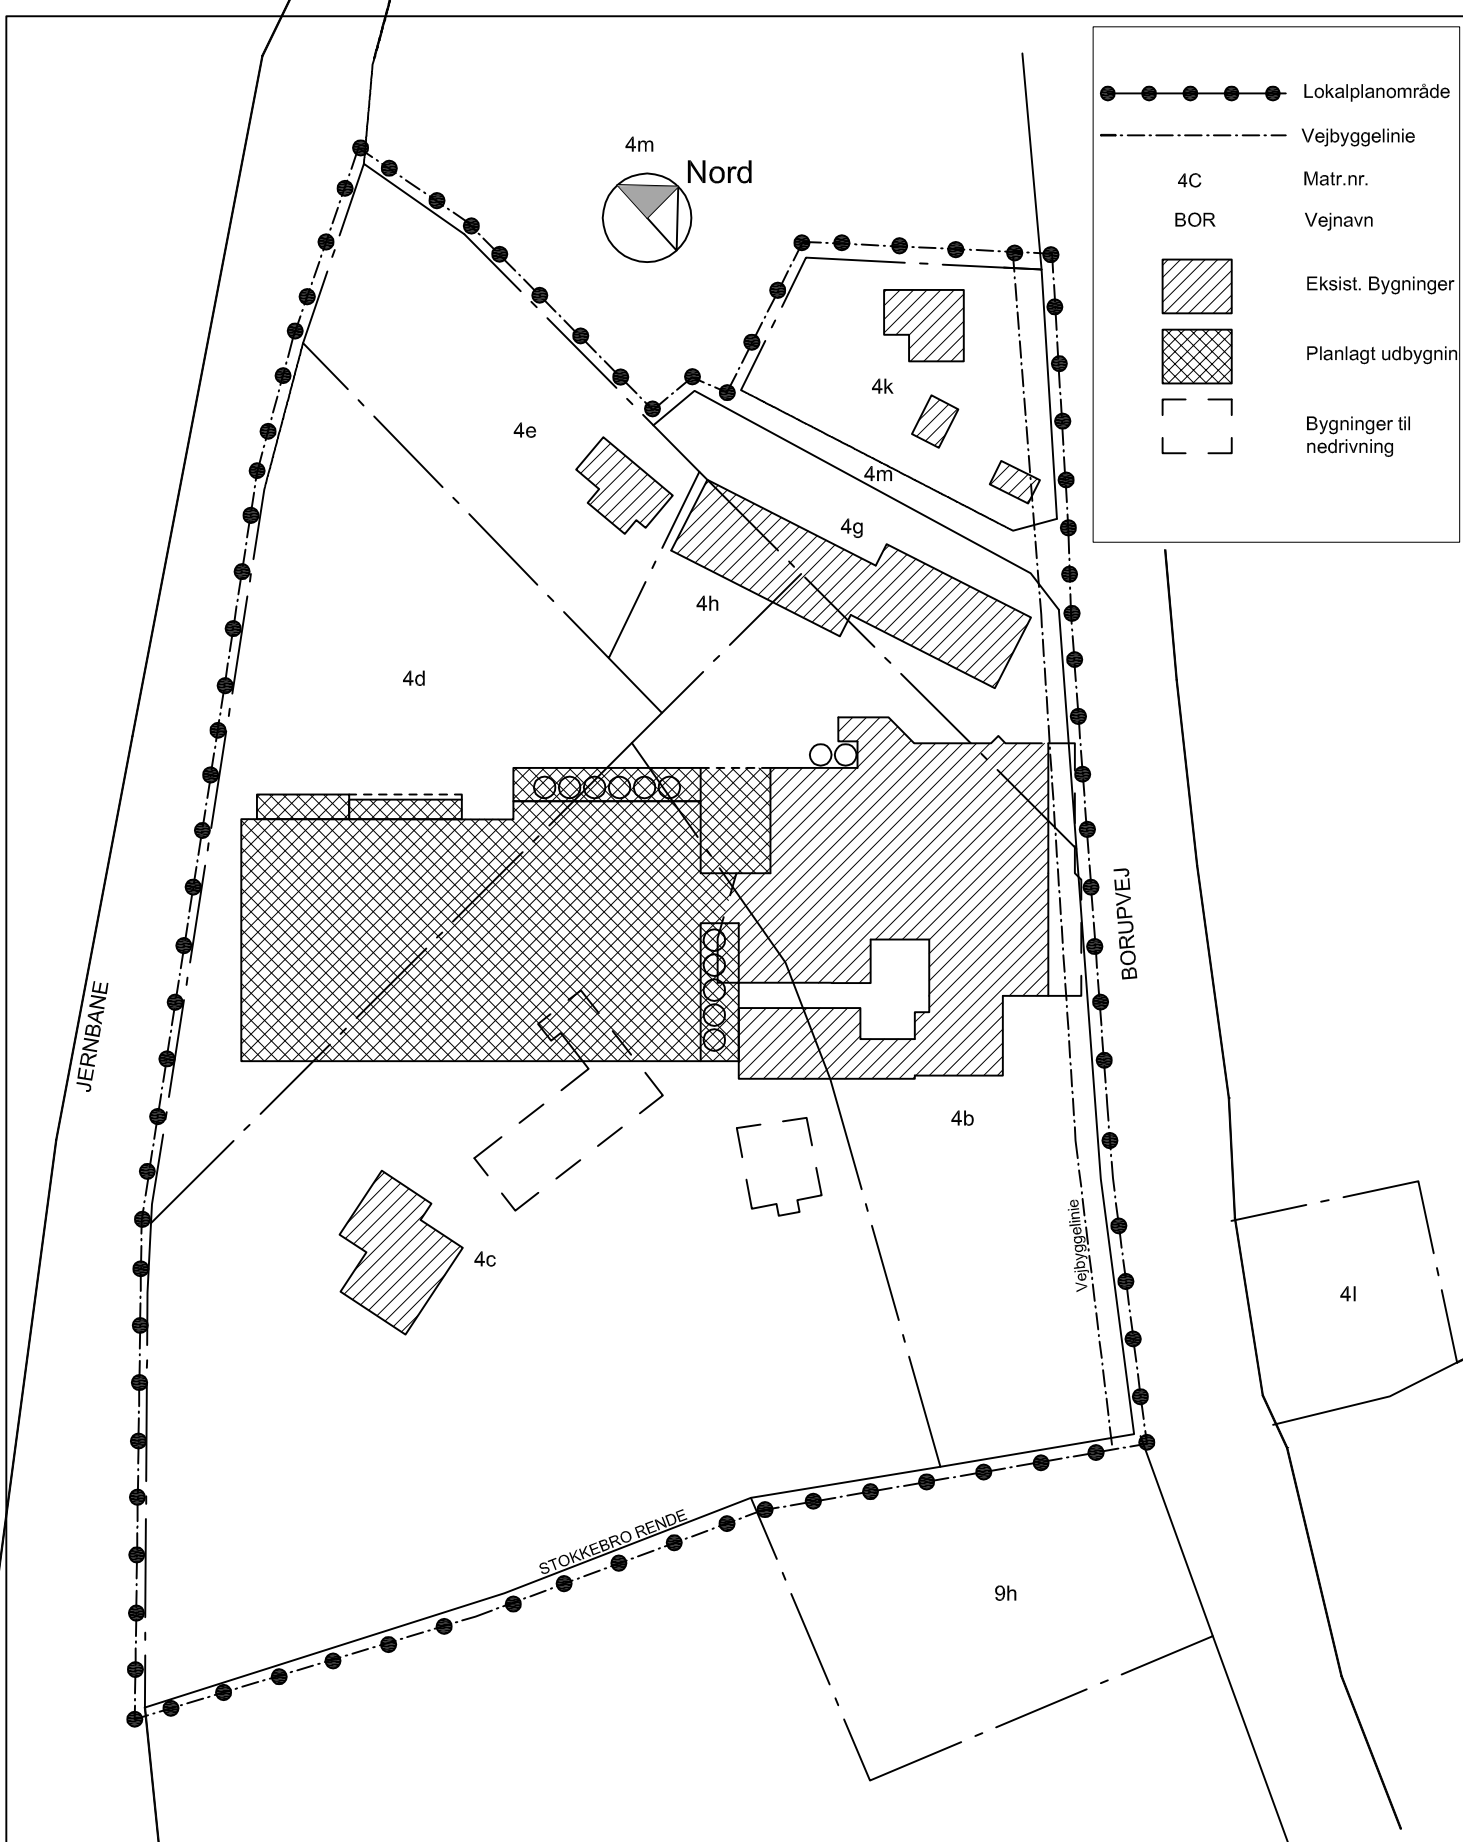 4m
Nord
Lokalplanområde
Vejbyggelinie
4C
Matr.nr.
BOR
Vejnavn
Eksist. Bygninger
Planlagt udbygnin
Bygninger til
nedrivning
4k
4e
4m
4g
4h
4d
JERNBANE
BORUPVEJ
4b
Vejbyggelinie
4c
4l
STOKKEBRO RENDE
9h